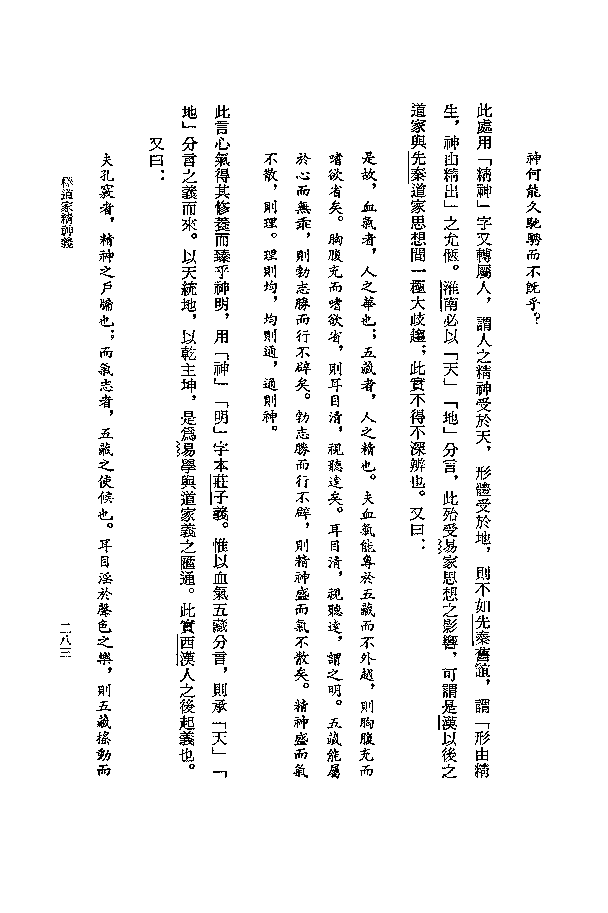 神何能久馳騁而不旣乎？
此處用「精神」字又轉屬人，謂人之精神受於天，形體受於地，則不如先秦舊誼，謂「形由精
生，神由精出」之允愜。淮南必以「天」「地」分言，此殆受易家思想之影響，可謂是漢以後之
道家與先秦道家思想間一極大歧趨；此實不得不深辨也。又曰：
是故，血氣者，人之華也；五藏者，人之精也。夫血氣能專於五藏而不外越，則胸腹充而
嗜欲省矣。胸腹充而嗜欲省，則耳目清，視聽達矣。耳目清，視聽達，謂之明。五藏能屬
於心而無乖，則勃志勝而行不辟矣。勃志勝而行不辟，則精神盛而氣不散矣。精神盛而氣
不散，則理。理則均，均則通，通則神。
此言心氣得其修養而臻乎神明，用「神」「明」字本莊子義。惟以血氣五藏分言，則承「天」「
地」分言之義而來。以天統地，以乾主坤，是爲易學與道家義之匯通。此實西漢人之後起義也。
又曰：
夫孔竅者，精神之戶牖也；而氣志者，五藏之使候也。耳目淫於聲色之樂，則五藏搖動而
釋道家精神義
二八三